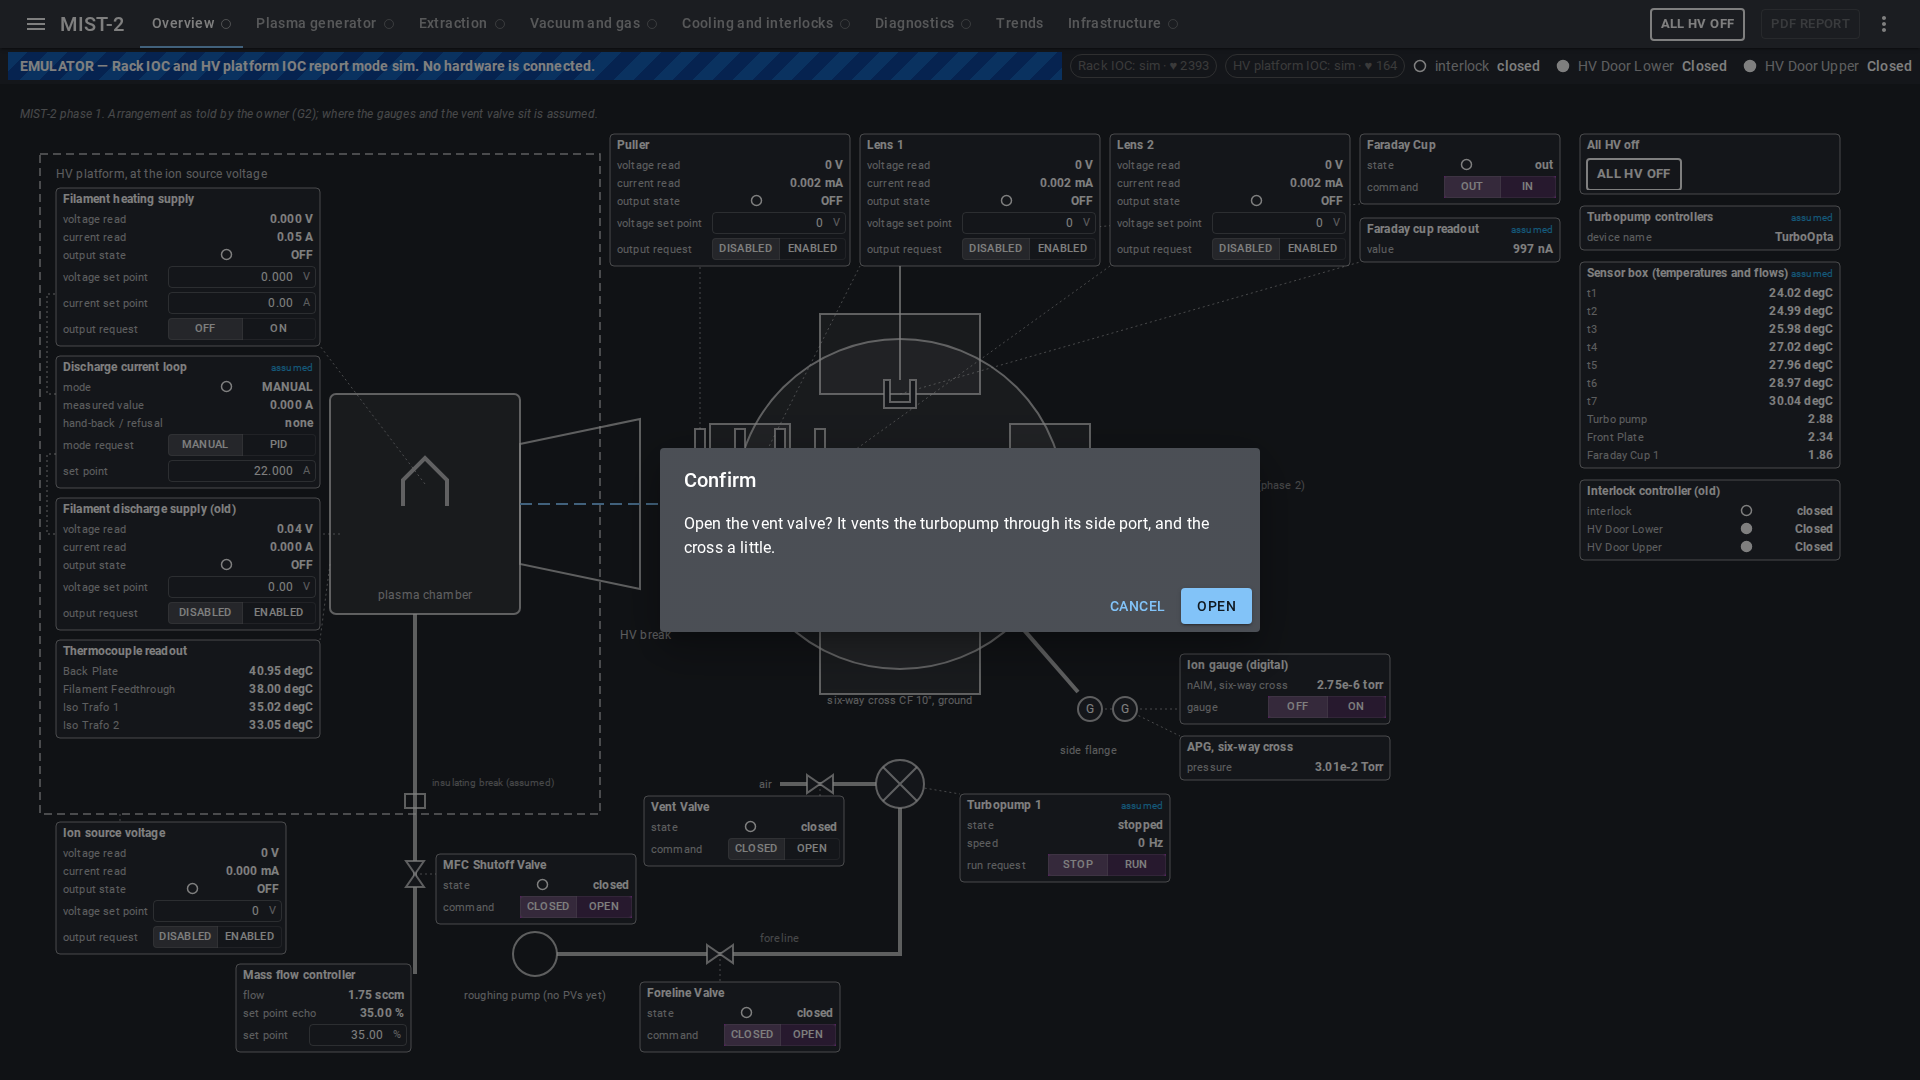 MIST-2
Overview
Plasma generator
Extraction
Vacuum and gas
Cooling and interlocks
Diagnostics
Trends
Infrastructure
ALL HV OFF
PDF REPORT
EMULATOR — Rack IOC and HV platform IOC report mode sim. No hardware is connected.
Rack IOC: sim · ♥ 2393
HV platform IOC: sim · ♥ 164
interlock closed
HV Door Lower Closed
HV Door Upper Closed
MIST-2 phase 1. Arrangement as told by the owner (G2); where the gauges and the vent valve sit is assumed.
HV platform, at the ion source voltage
Filament heating supply
voltage read 0.000 V
current read 0.05 A
output state OFF
voltage set point 0.000 V
current set point 0.00 A
output request OFF ON
Discharge current loop assumed
mode MANUAL
measured value 0.000 A
hand-back / refusal none
mode request MANUAL PID
set point 22.000 A
Filament discharge supply (old)
voltage read 0.04 V
current read 0.000 A
output state OFF
voltage set point 0.00 V
output request DISABLED ENABLED
Thermocouple readout
Back Plate 40.95 degC
Filament Feedthrough 38.00 degC
Iso Trafo 1 35.02 degC
Iso Trafo 2 33.05 degC
plasma chamber
insulating break (assumed)
HV break
Puller
voltage read 0 V
current read 0.002 mA
output state OFF
voltage set point 0 V
output request DISABLED ENABLED
Lens 1
voltage read 0 V
current read 0.002 mA
output state OFF
voltage set point 0 V
output request DISABLED ENABLED
Lens 2
voltage read 0 V
current read 0.002 mA
output state OFF
voltage set point 0 V
output request DISABLED ENABLED
Faraday Cup
state out
command OUT IN
Faraday cup readout assumed
value 997 nA
All HV off
ALL HV OFF
Turbopump controllers assumed
device name TurboOpta
Sensor box (temperatures and flows) assumed
t1 24.02 degC
t2 24.99 degC
t3 25.98 degC
t4 27.02 degC
t5 27.96 degC
t6 28.97 degC
t7 30.04 degC
Turbo pump 2.88
Front Plate 2.34
Faraday Cup 1 1.86
Interlock controller (old)
interlock closed
HV Door Lower Closed
HV Door Upper Closed
phase 2)
Confirm
Open the vent valve? It vents the turbopump through its side port, and the
cross a little.
CANCEL
OPEN
six-way cross CF 10", ground
G G
side flange
Ion gauge (digital)
nAIM, six-way cross 2.75e-6 torr
gauge OFF ON
APG, six-way cross
pressure 3.01e-2 Torr
air
Vent Valve
state closed
command CLOSED OPEN
Turbopump 1 assumed
state stopped
speed 0 Hz
run request STOP RUN
Ion source voltage
voltage read 0 V
current read 0.000 mA
output state OFF
voltage set point 0 V
output request DISABLED ENABLED
MFC Shutoff Valve
state closed
command CLOSED OPEN
foreline
roughing pump (no PVs yet)
Mass flow controller
flow 1.75 sccm
set point echo 35.00 %
set point 35.00 %
Foreline Valve
state closed
command CLOSED OPEN